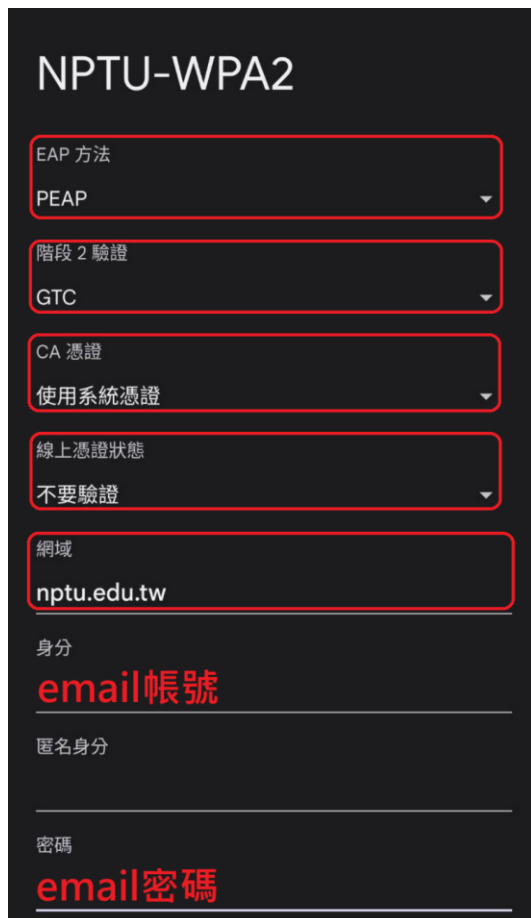 NPTU-WPA2
EAP 方法
PEAP
階段 2 驗證
GTC
CA 憑證
使用系統憑證
線上憑證狀態
不要驗證
網域
nptu.edu.tw
身分
email帳號
匿名身分
密碼
email密碼